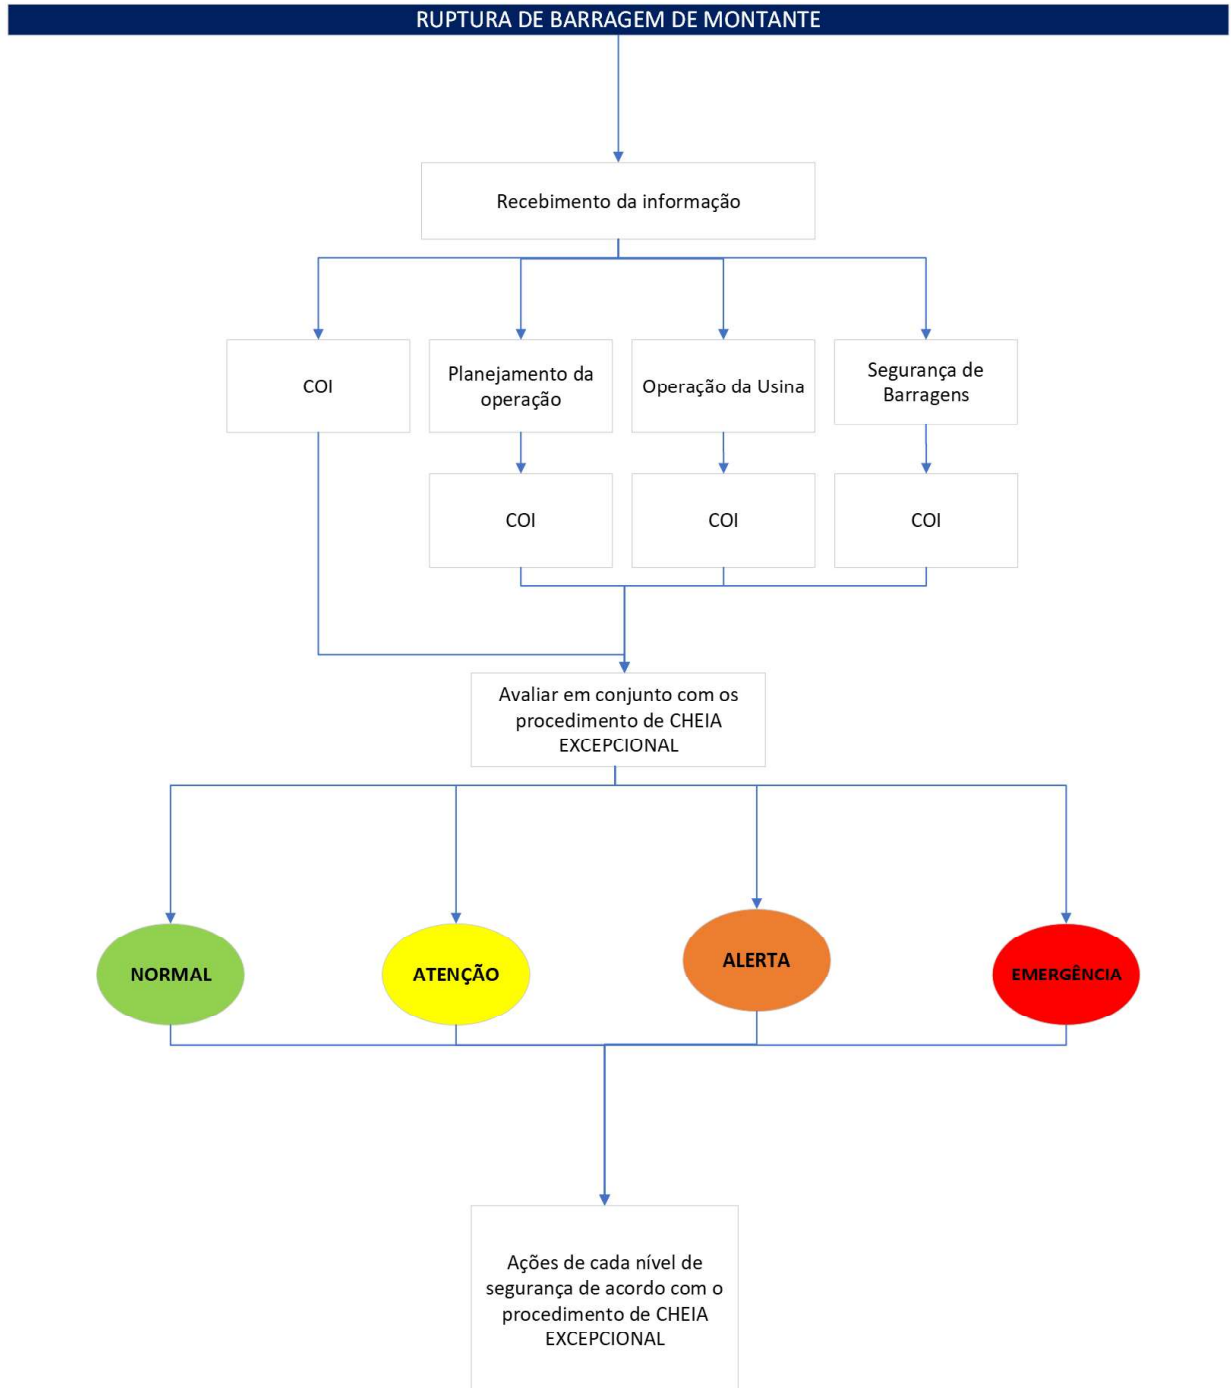 RUPTURA DE BARRAGEM DE MONTANTE
Recebimento da informação
COI
Planejamento da
operação
Operação da Usina
Segurança de
Barragens
COI
COI
COI
Avaliar em conjunto com os
procedimento de CHEIA
EXCEPCIONAL
NORMAL
ATENÇÃO
ALERTA
EMERGÊNCIA
Ações de cada nível de
segurança de acordo com o
procedimento de CHEIA
EXCEPCIONAL